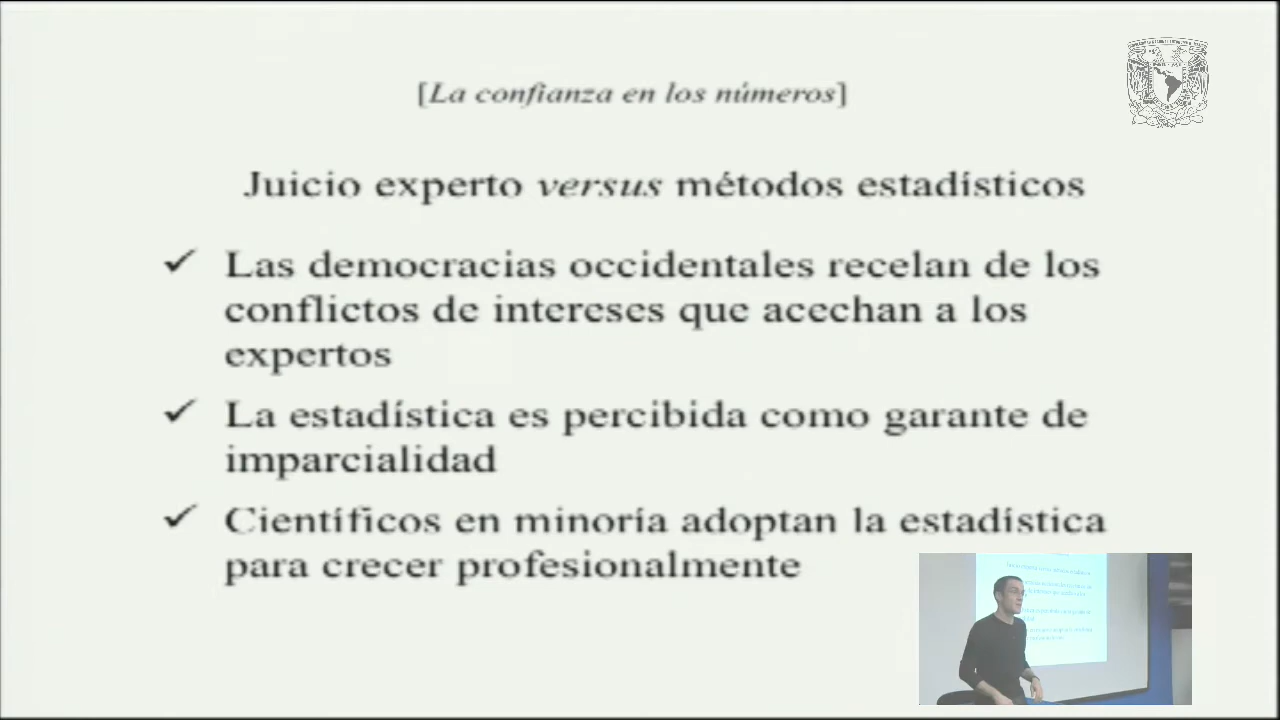 [La confianza en los números]
Juicio experto versus métodos estadísticos
✓ Las democracias occidentales recelan de los
conflictos de intereses que acechan a los
expertos
✓ La estadística es percibida como garante de
imparcialidad
✓ Científicos en minoría adoptan la estadística
para crecer profesionalmente